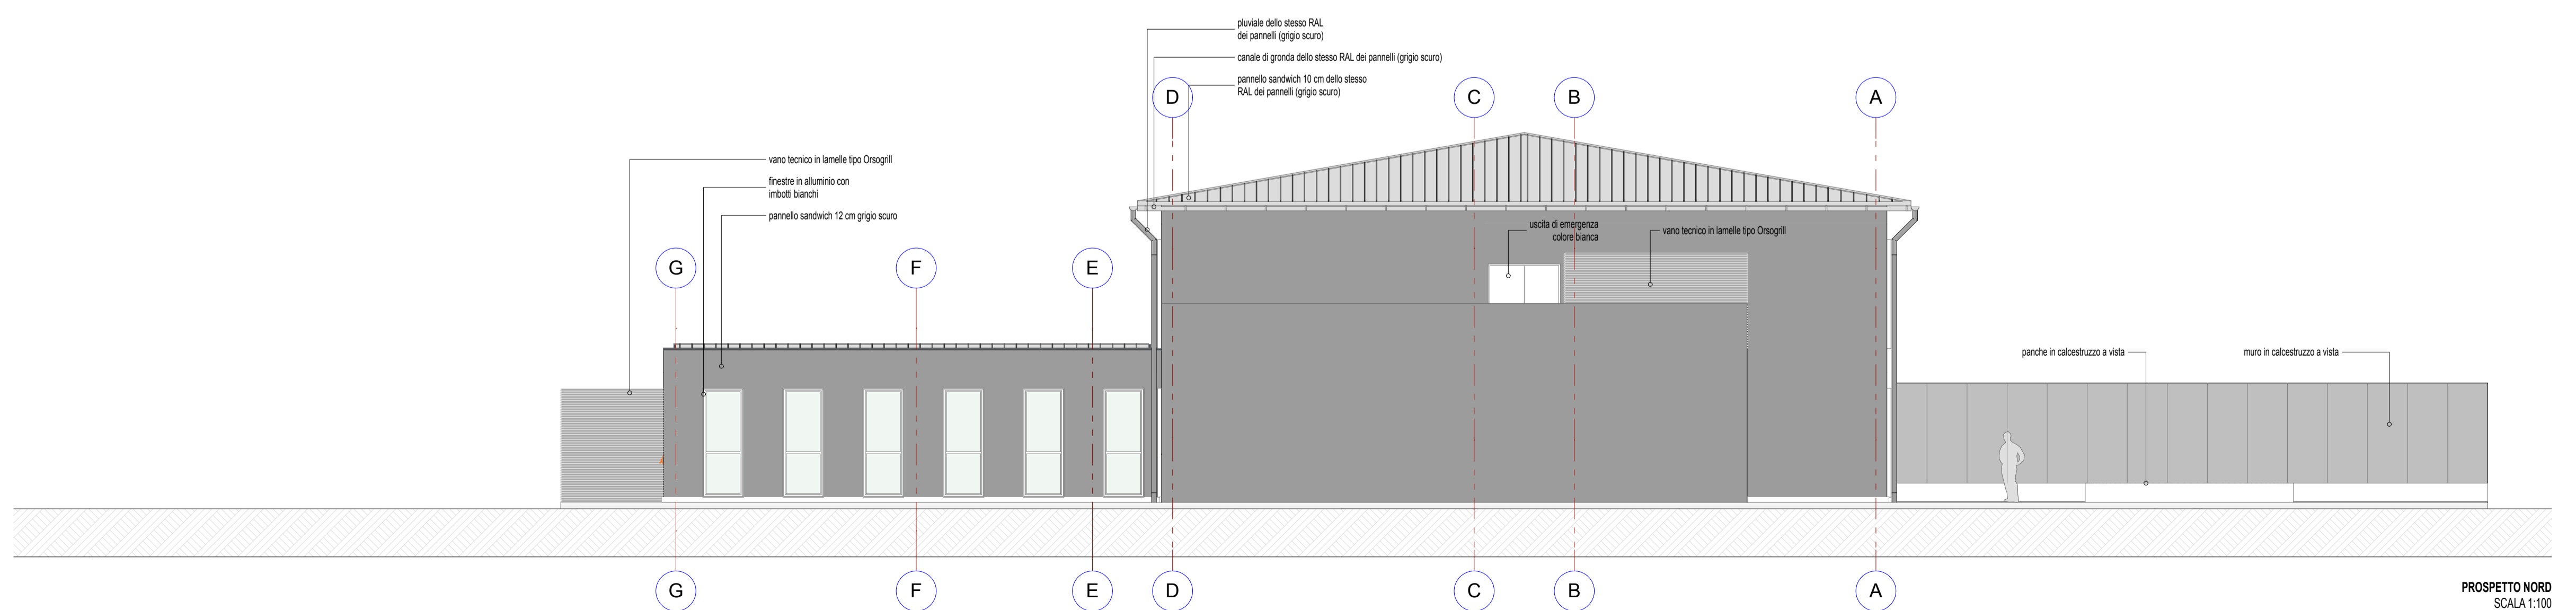 pluviale dello stesso RAL
dei pannelli (grigio scuro)
canale di gronda dello stesso RAL dei pannelli (grigio scuro)
pannello sandwich 10 cm dello stesso
RAL dei pannelli (grigio scuro)
D
C
B
A
vano tecnico in lamelle tipo Orsogrill
finestre in alluminio con
imbotti bianchi
pannello sandwich 12 cm grigio scuro
uscita di emergenza
colore bianca
vano tecnico in lamelle tipo Orsogrill
G
F
E
panche in calcestruzzo a vista
muro in calcestruzzo a vista
G
F
E
D
C
B
A
PROSPETTO NORD
SCALA 1:100